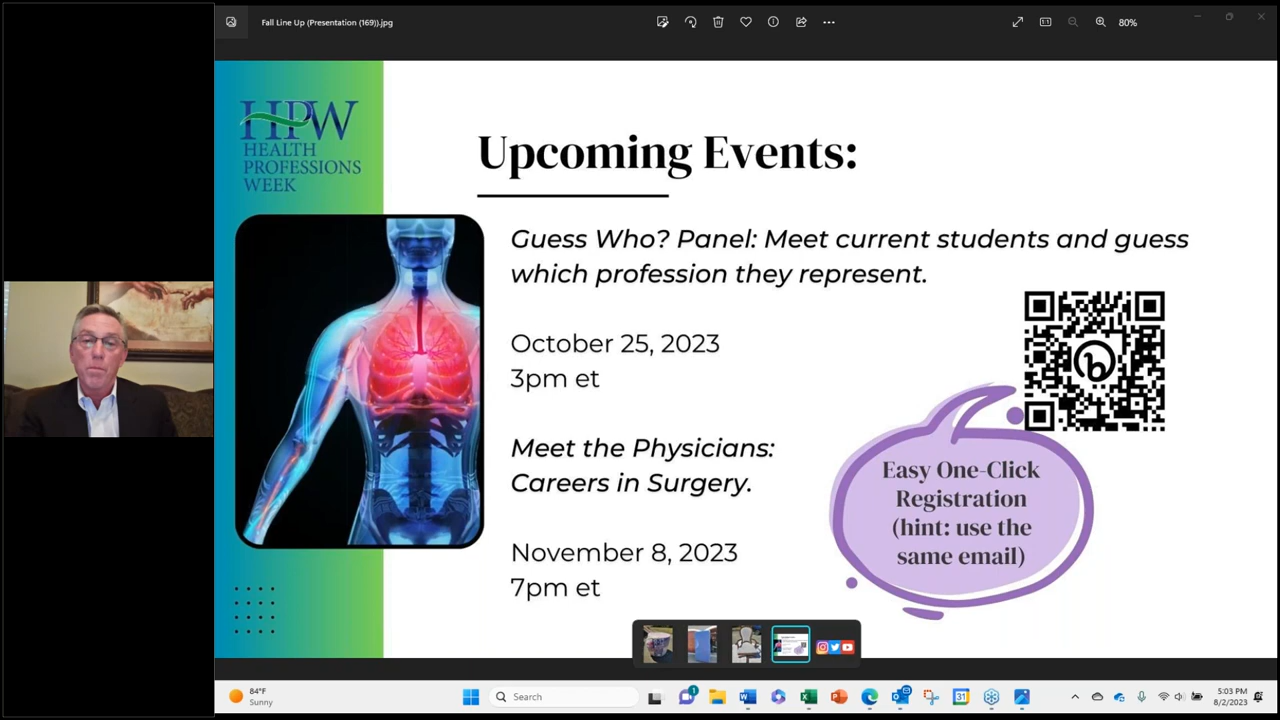 Fall Line Up (Presentation (169)).jpg
80%
HPW
HEALTH
PROFESSIONS
WEEK
Upcoming Events:
Guess Who? Panel: Meet current students and guess
which profession they represent.
October 25, 2023
3pm et
Meet the Physicians:
Careers in Surgery.
November 8, 2023
7pm et
Easy One-Click
Registration
(hint: use the
same email)
84°F
Sunny
Search
1
31
5:03 PM
8/2/2023